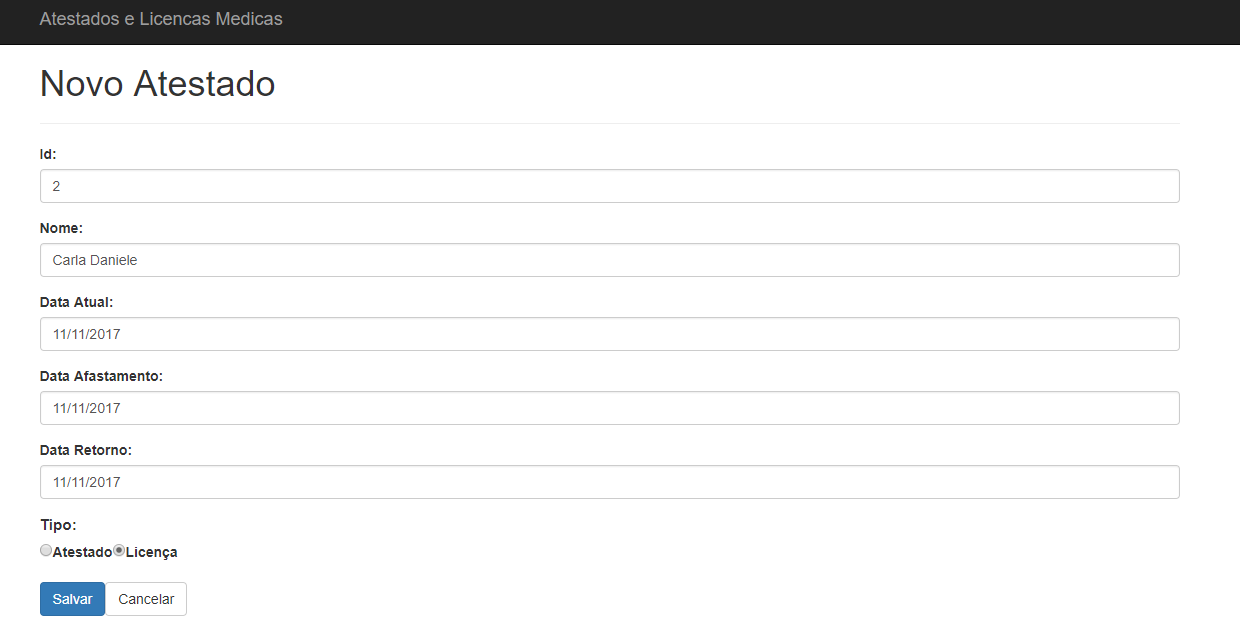 Atestados e Licencas Medicas
Novo Atestado
Id:
2
Nome:
Carla Daniele
Data Atual:
11/11/2017
Data Afastamento:
11/11/2017
Data Retorno:
11/11/2017
Tipo:
Atestado Licença
Salvar Cancelar